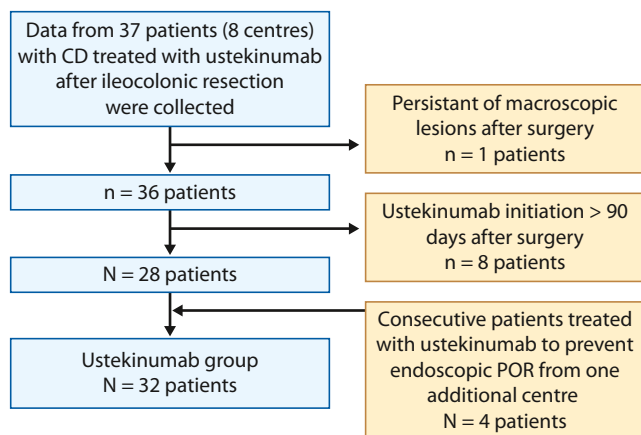 Data from 37 patients (8 centres)
with CD treated with ustekinumab
after ileocolonic resection
were collected
Persistant of macroscopic
lesions after surgery
n = 1 patients
n = 36 patients
Ustekinumab initiation > 90
days after surgery
n = 8 patients
N = 28 patients
Consecutive patients treated
with ustekinumab to prevent
endoscopic POR from one
additional centre
N = 4 patients
Ustekinumab group
N = 32 patients